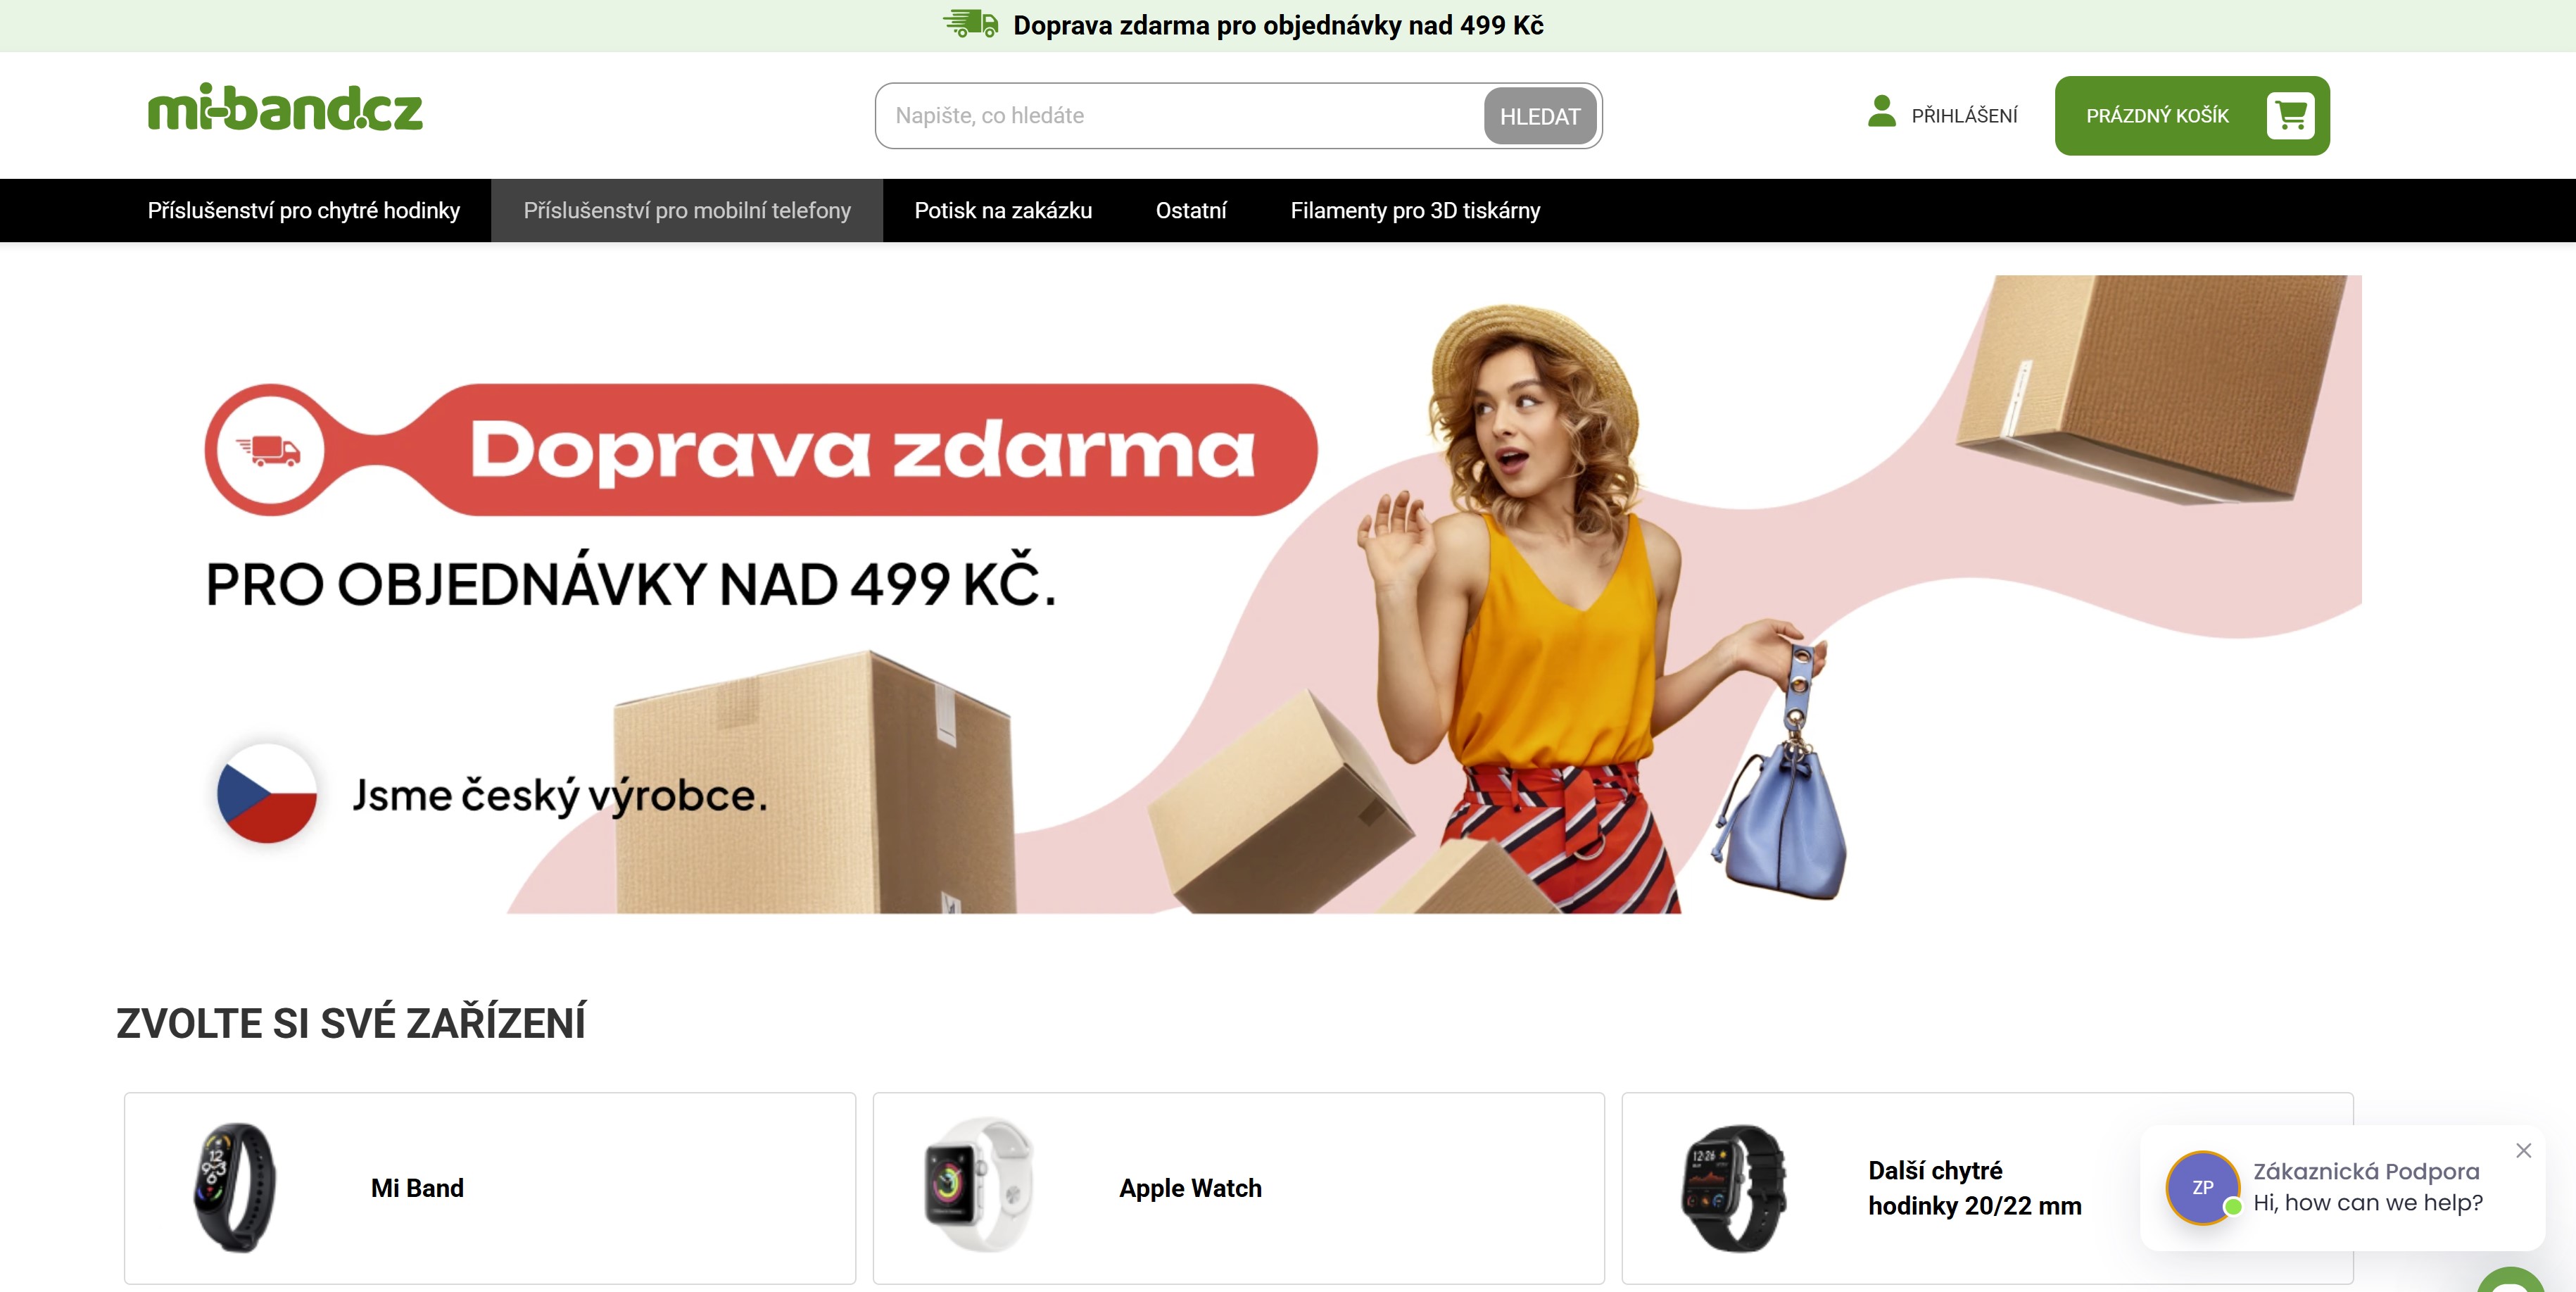 Doprava zdarma pro objednávky nad 499 Kč
mi-band.cz
Napište, co hledáte
HLEDAT
PŘIHLÁŠENÍ
PRÁZDNÝ KOŠÍK
Příslušenství pro chytré hodinky
Příslušenství pro mobilní telefony
Potisk na zakázku
Ostatní
Filamenty pro 3D tiskárny
Doprava zdarma
PRO OBJEDNÁVKY NAD 499 KČ.
Jsme český výrobce.
ZVOLTE SI SVÉ ZAŘÍZENÍ
Mi Band
Apple Watch
Další chytré
hodinky 20/22 mm
ZP
Zákaznická Podpora
Hi, how can we help?